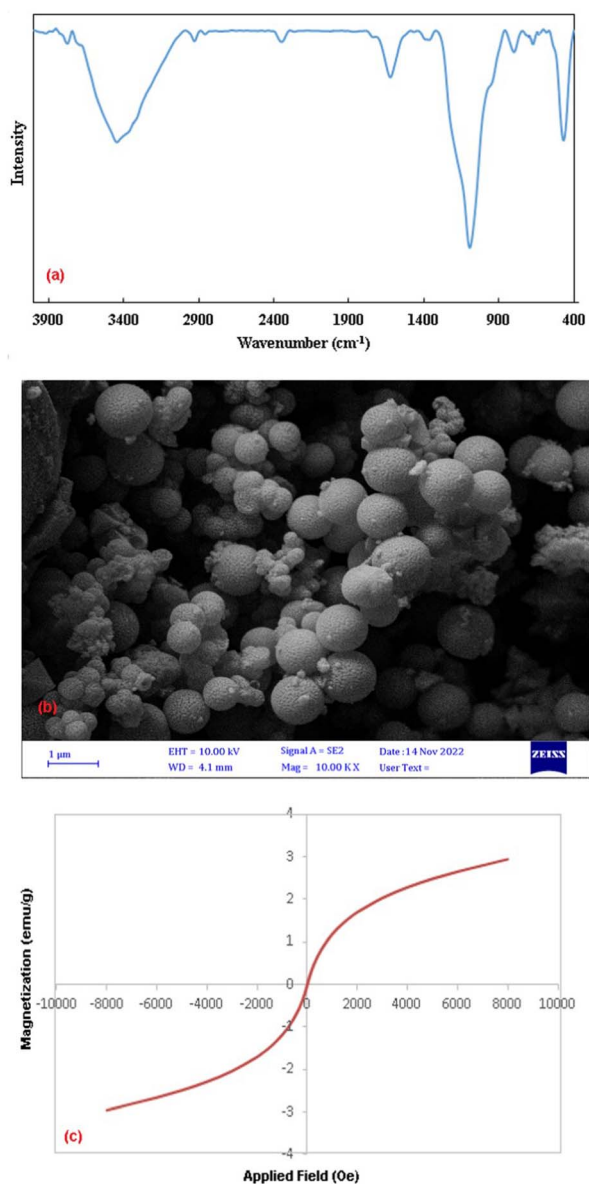 Intensity
(a)
3900 3400 2900 2400 1900 1400 900 400
Wavenumber (cm-1)
(b)
1 µm
EHT = 10.00 kV Signal A = SE2 Date :14 Nov 2022
WD = 4.1 mm Mag = 10.00 K X User Text =
ZEISS
Magnetization (emu/g)
4
3
2
1
0
-10000 -8000 -6000 -4000 -2000 0 2000 4000 6000 8000 10000
-1
-2
-3
-4
(c)
Applied Field (Oe)